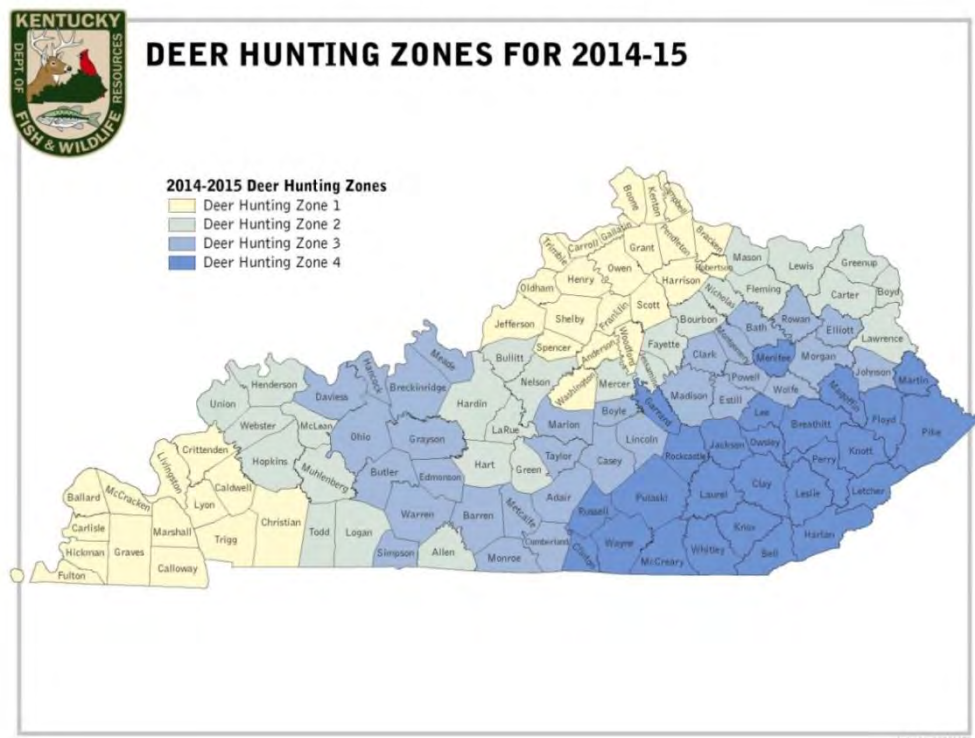 KENTUCKY
DEPT. OF
FISH & WILDLIFE
RESOURCES
DEER HUNTING ZONES FOR 2014-15
2014-2015 Deer Hunting Zones
Deer Hunting Zone 1
Deer Hunting Zone 2
Deer Hunting Zone 3
Deer Hunting Zone 4
Boone
Kenton
Campbell
Gallatin
Carroll
Trimble
Grant
Pendleton
Bracken
Mason
Lewis
Greenup
Owen
Henry
Oldham
Harrison
Robertson
Fleming
Carter
Boyd
Nicholas
Scott
Franklin
Shelby
Jefferson
Bourbon
Rowan
Bath
Elliott
Lawrence
Spencer
Anderson
Woodford
Fayette
Bullitt
Clark
Montgomery
Menifee
Morgan
Johnson
Martin
Meade
Hancock
Breckinridge
Daviess
Henderson
Union
Nelson
Washington
Mercer
Jessamine
Garrard
Madison
Powell
Estill
Wolfe
Magoffin
Floyd
Pike
Hardin
Webster
McLean
Ohio
Grayson
LaRue
Marion
Boyle
Lincoln
Lee
Breathitt
Knott
Taylor
Casey
Rockcastle
Jackson
Owsley
Perry
Hopkins
Muhlenberg
Butler
Edmonson
Hart
Green
Crittenden
Livingston
Caldwell
Lyon
Adair
Pulaski
Laurel
Clay
Leslie
Letcher
Ballard
McCracken
Christian
Todd
Logan
Warren
Barren
Metcalfe
Russell
Knox
Harlan
Carlisle
Marshall
Trigg
Hickman
Graves
Simpson
Allen
Monroe
Cumberland
Clinton
Wayne
McCreary
Whitley
Bell
Fulton
Calloway